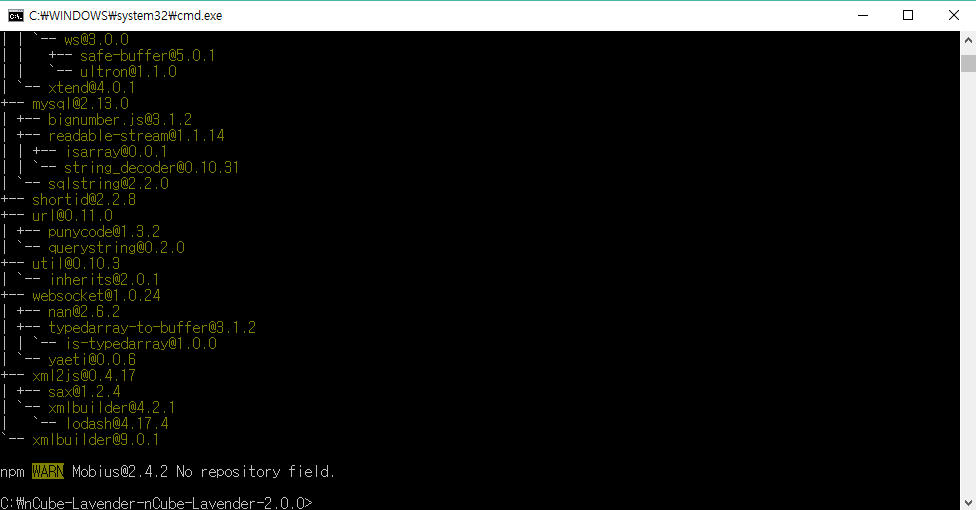 C:₩WINDOWS₩system32₩cmd.exe
| | `-- ws@3.0.0
| |   +-- safe-buffer@5.0.1
| |   `-- ultron@1.1.0
| `-- xtend@4.0.1
+-- mysql@2.13.0
| +-- bignumber.js@3.1.2
| +-- readable-stream@1.1.14
| | +-- isarray@0.0.1
| | `-- string_decoder@0.10.31
| `-- sqlstring@2.2.0
+-- shortid@2.2.8
+-- url@0.11.0
| +-- punycode@1.3.2
| `-- querystring@0.2.0
+-- util@0.10.3
| `-- inherits@2.0.1
+-- websocket@1.0.24
| +-- nan@2.6.2
| +-- typedarray-to-buffer@3.1.2
| | `-- is-typedarray@1.0.0
| `-- yaeti@0.0.6
+-- xml2js@0.4.17
| +-- sax@1.2.4
| `-- xmlbuilder@4.2.1
|   `-- lodash@4.17.4
`-- xmlbuilder@9.0.1
npm WARN Mobius@2.4.2 No repository field.
C:₩nCube-Lavender-nCube-Lavender-2.0.0>